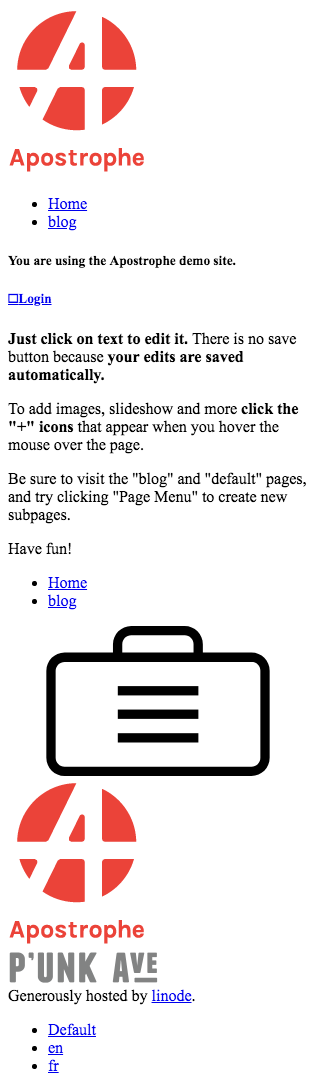 Apostrophe
Home
blog
You are using the Apostrophe demo site.
Login
Just click on text to edit it. There is no save
button because your edits are saved
automatically.
To add images, slideshow and more click the
"+" icons that appear when you hover the
mouse over the page.
Be sure to visit the "blog" and "default" pages,
and try clicking "Page Menu" to create new
subpages.
Have fun!
Home
blog
Apostrophe
P'UNK AVE
Generously hosted by linode.
Default
en
fr